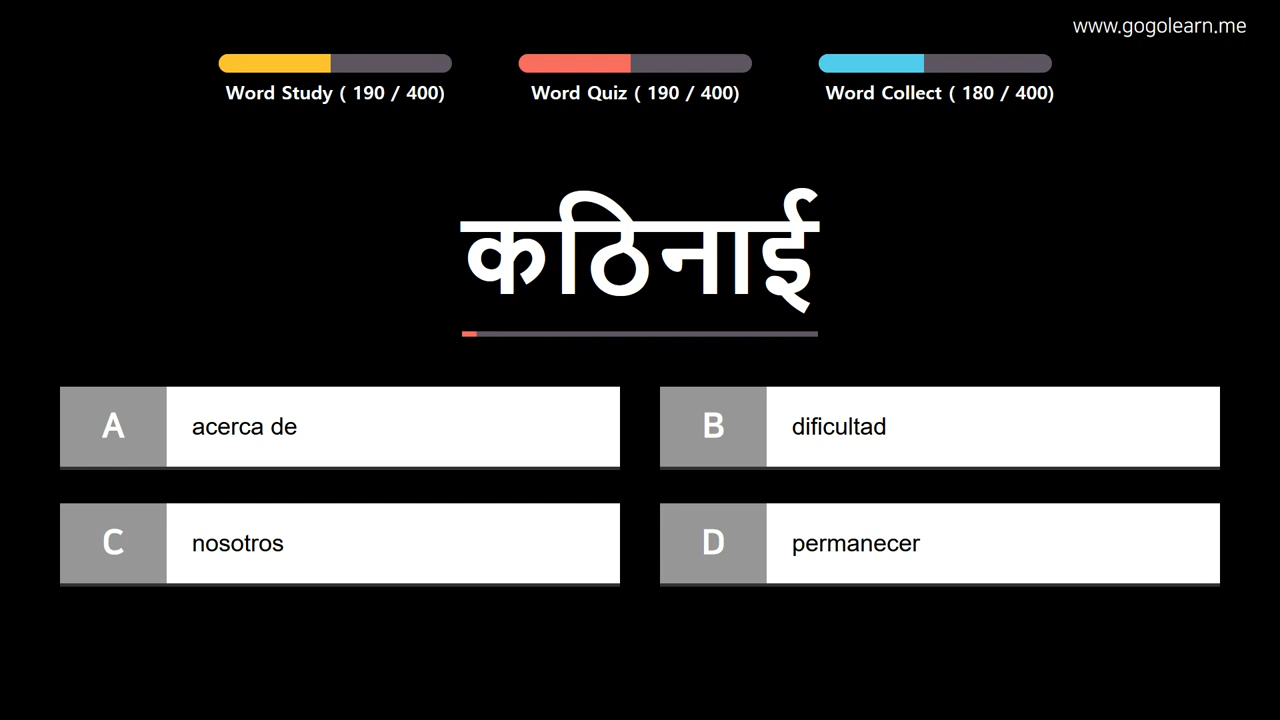 www.gogolearn.me
Word Study ( 190 / 400)
Word Quiz ( 190 / 400)
Word Collect ( 180 / 400)
कठिनाई
A acerca de
B dificultad
C nosotros
D permanecer